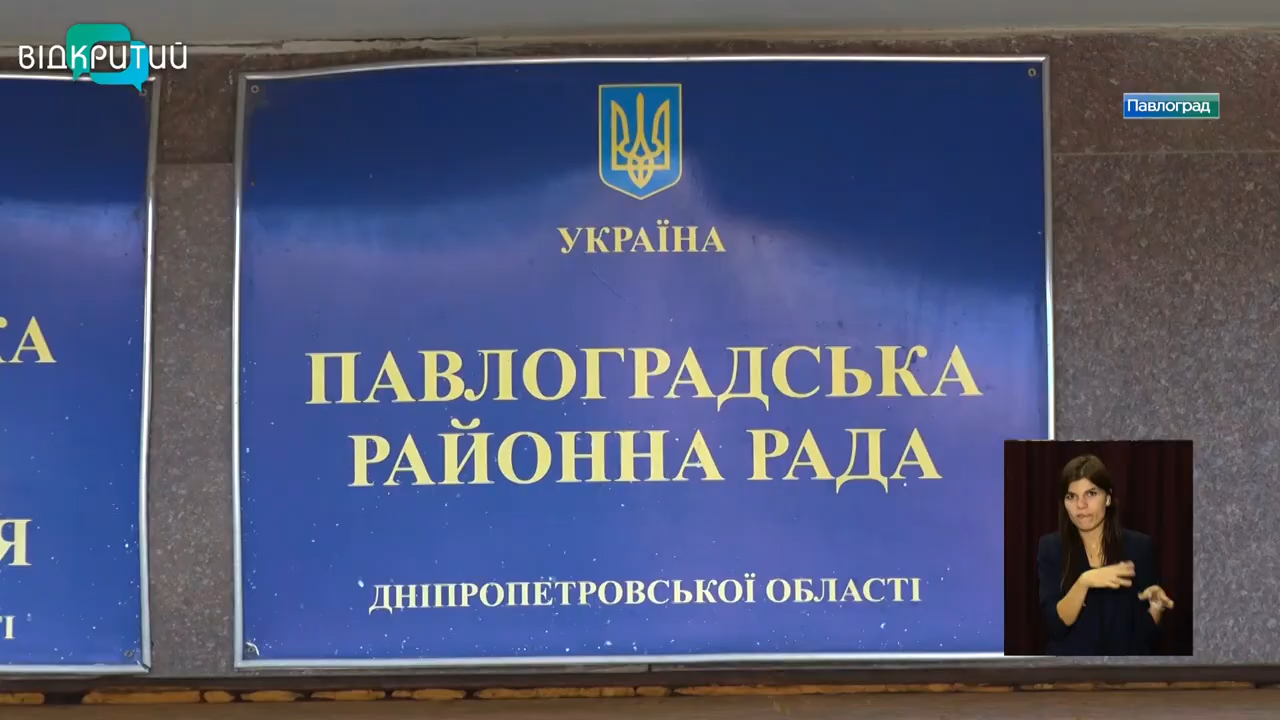 ВІДКРИТИЙ
Павлоград
УКРАЇНА
ПАВЛОГРАДСЬКА
РАЙОННА РАДА
ДНІПРОПЕТРОВСЬКОЇ ОБЛАСТІ